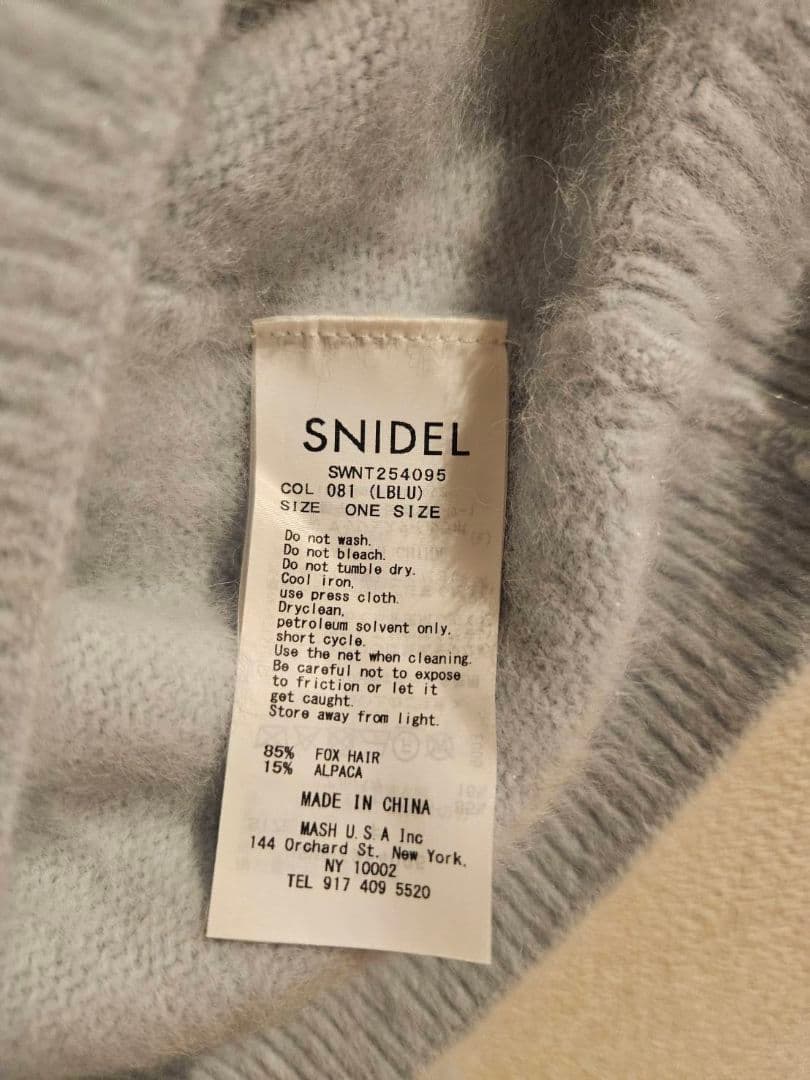 SNIDEL
SWNT254095
COL 081 (LBLU)
SIZE ONE SIZE
Do not wash.
Do not bleach.
Do not tumble dry.
Cool iron,
use press cloth.
Dryclean,
petroleum solvent only,
short cycle.
Use the net when cleaning.
Be careful not to expose
to friction or let it
get caught.
Store away from light.
85% FOX HAIR
15% ALPACA
MADE IN CHINA
MASH U.S.A Inc
144 Orchard St. New York,
NY 10002
TEL 917 409 5520